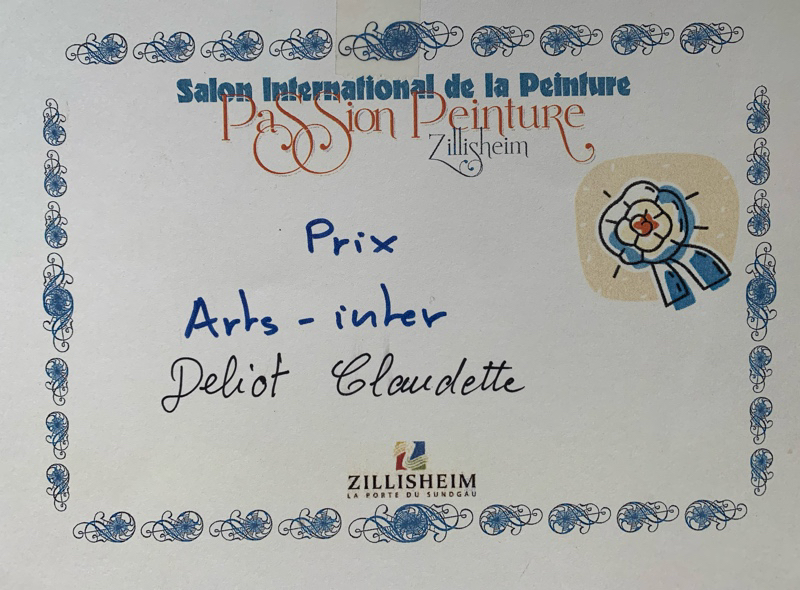 Salon International de la Peinture
PaSSion Peinture
Zillisheim
Prix
Arts - inter
Deliot Claudette
ZILLISHEIM
LA PORTE DU SUNDGAU